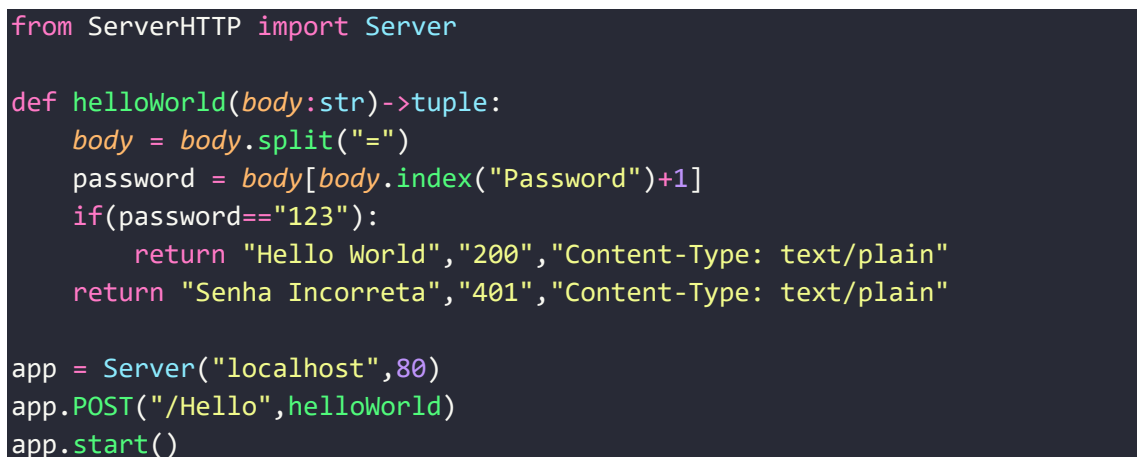 from ServerHTTP import Server
def helloWorld(body:str)->tuple:
    body = body.split("=")
    password = body[body.index("Password")+1]
    if(password=="123"):
        return "Hello World","200","Content-Type: text/plain"
    return "Senha Incorreta","401","Content-Type: text/plain"
app = Server("localhost",80)
app.POST("/Hello",helloWorld)
app.start()